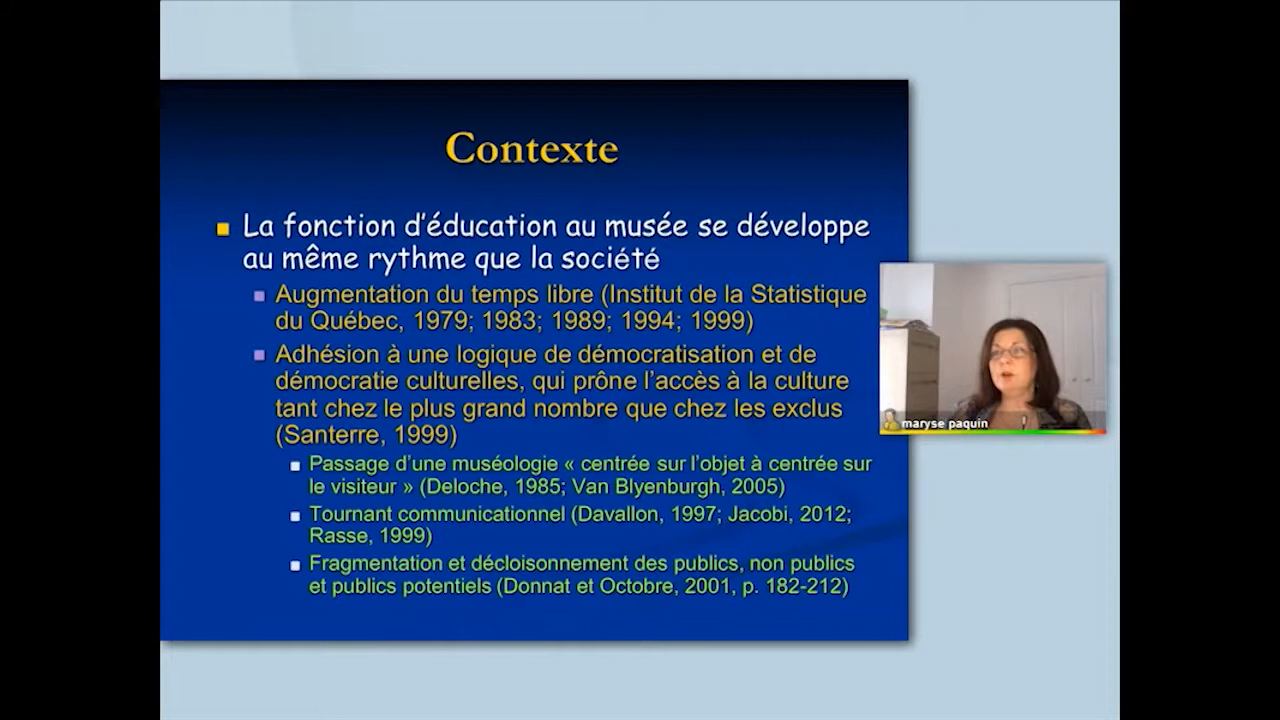 Contexte
La fonction d'éducation au musée se développe
au même rythme que la société
Augmentation du temps libre (Institut de la Statistique
du Québec, 1979; 1983; 1989; 1994; 1999)
Adhésion à une logique de démocratisation et de
démocratie culturelles, qui prône l'accès à la culture
tant chez le plus grand nombre que chez les exclus
(Santerre, 1999)
Passage d'une muséologie « centrée sur l'objet à centrée sur
le visiteur » (Deloche, 1985; Van Blyenburgh, 2005)
Tournant communicationnel (Davallon, 1997; Jacobi, 2012;
Rasse, 1999)
Fragmentation et décloisonnement des publics, non publics
et publics potentiels (Donnat et Octobre, 2001, p. 182-212)
maryse paquin